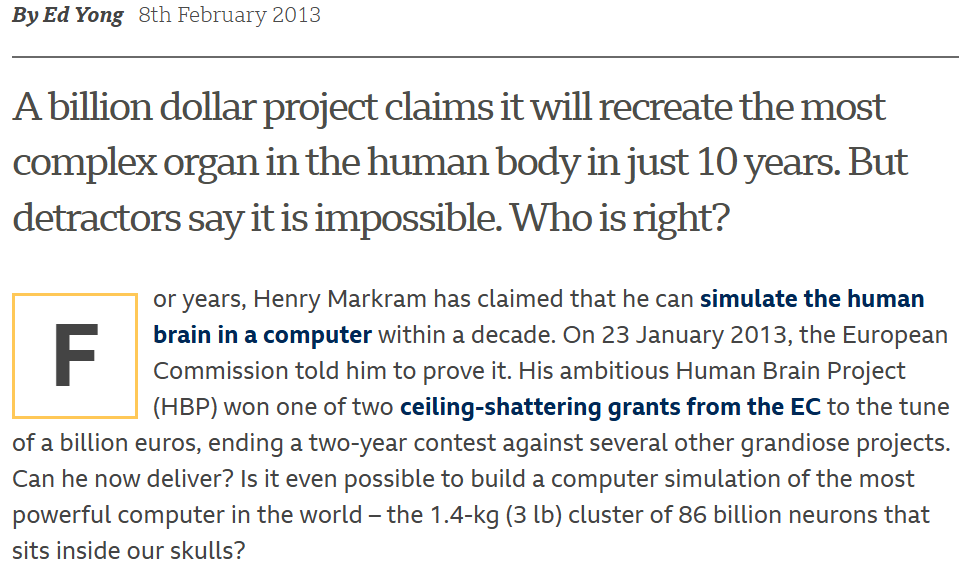 By Ed Yong 8th February 2013
A billion dollar project claims it will recreate the most
complex organ in the human body in just 10 years. But
detractors say it is impossible. Who is right?
For years, Henry Markram has claimed that he can simulate the human
brain in a computer within a decade. On 23 January 2013, the European
Commission told him to prove it. His ambitious Human Brain Project
(HBP) won one of two ceiling-shattering grants from the EC to the tune
of a billion euros, ending a two-year contest against several other grandiose projects.
Can he now deliver? Is it even possible to build a computer simulation of the most
powerful computer in the world – the 1.4-kg (3 lb) cluster of 86 billion neurons that
sits inside our skulls?